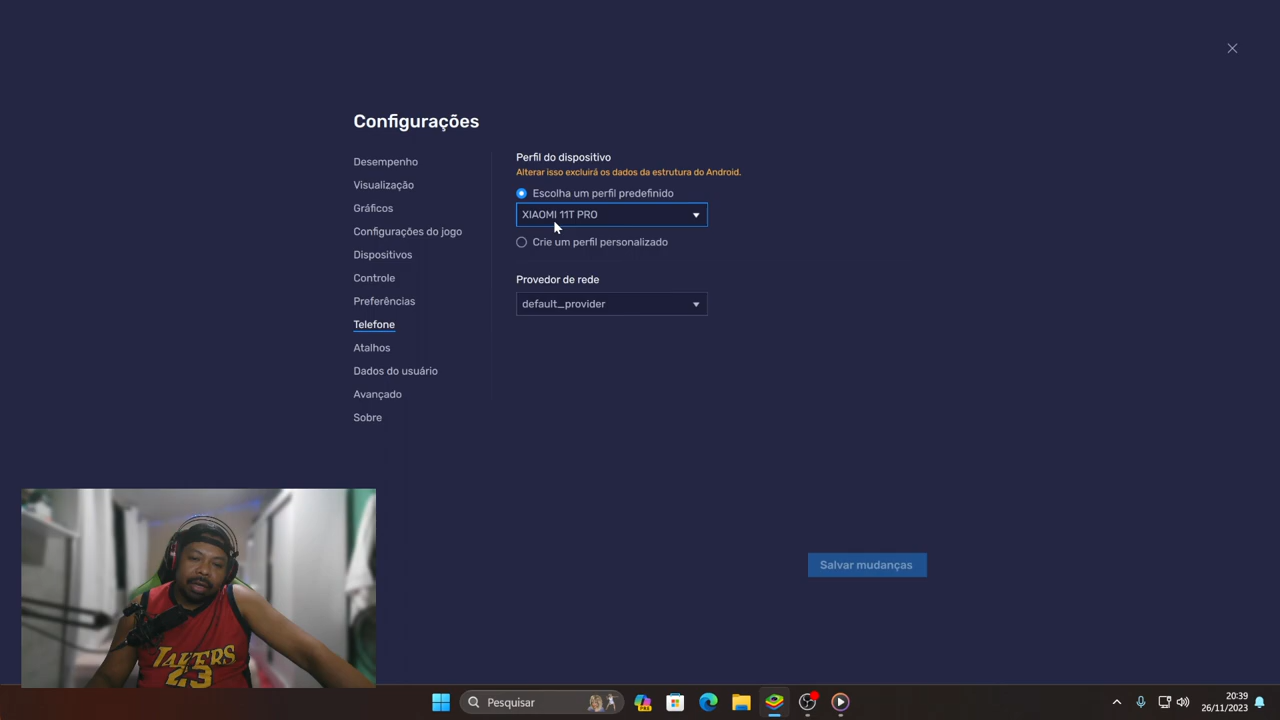 Configurações
Desempenho
Visualização
Gráficos
Configurações do jogo
Dispositivos
Controle
Preferências
Telefone
Atalhos
Dados do usuário
Avançado
Sobre
Perfil do dispositivo
Alterar isso excluirá os dados da estrutura do Android.
Escolha um perfil predefinido
XIAOMI 11T PRO
Crie um perfil personalizado
Provedor de rede
default_provider
Salvar mudanças
LAKERS
23
Pesquisar
PRE
20:39
26/11/2023